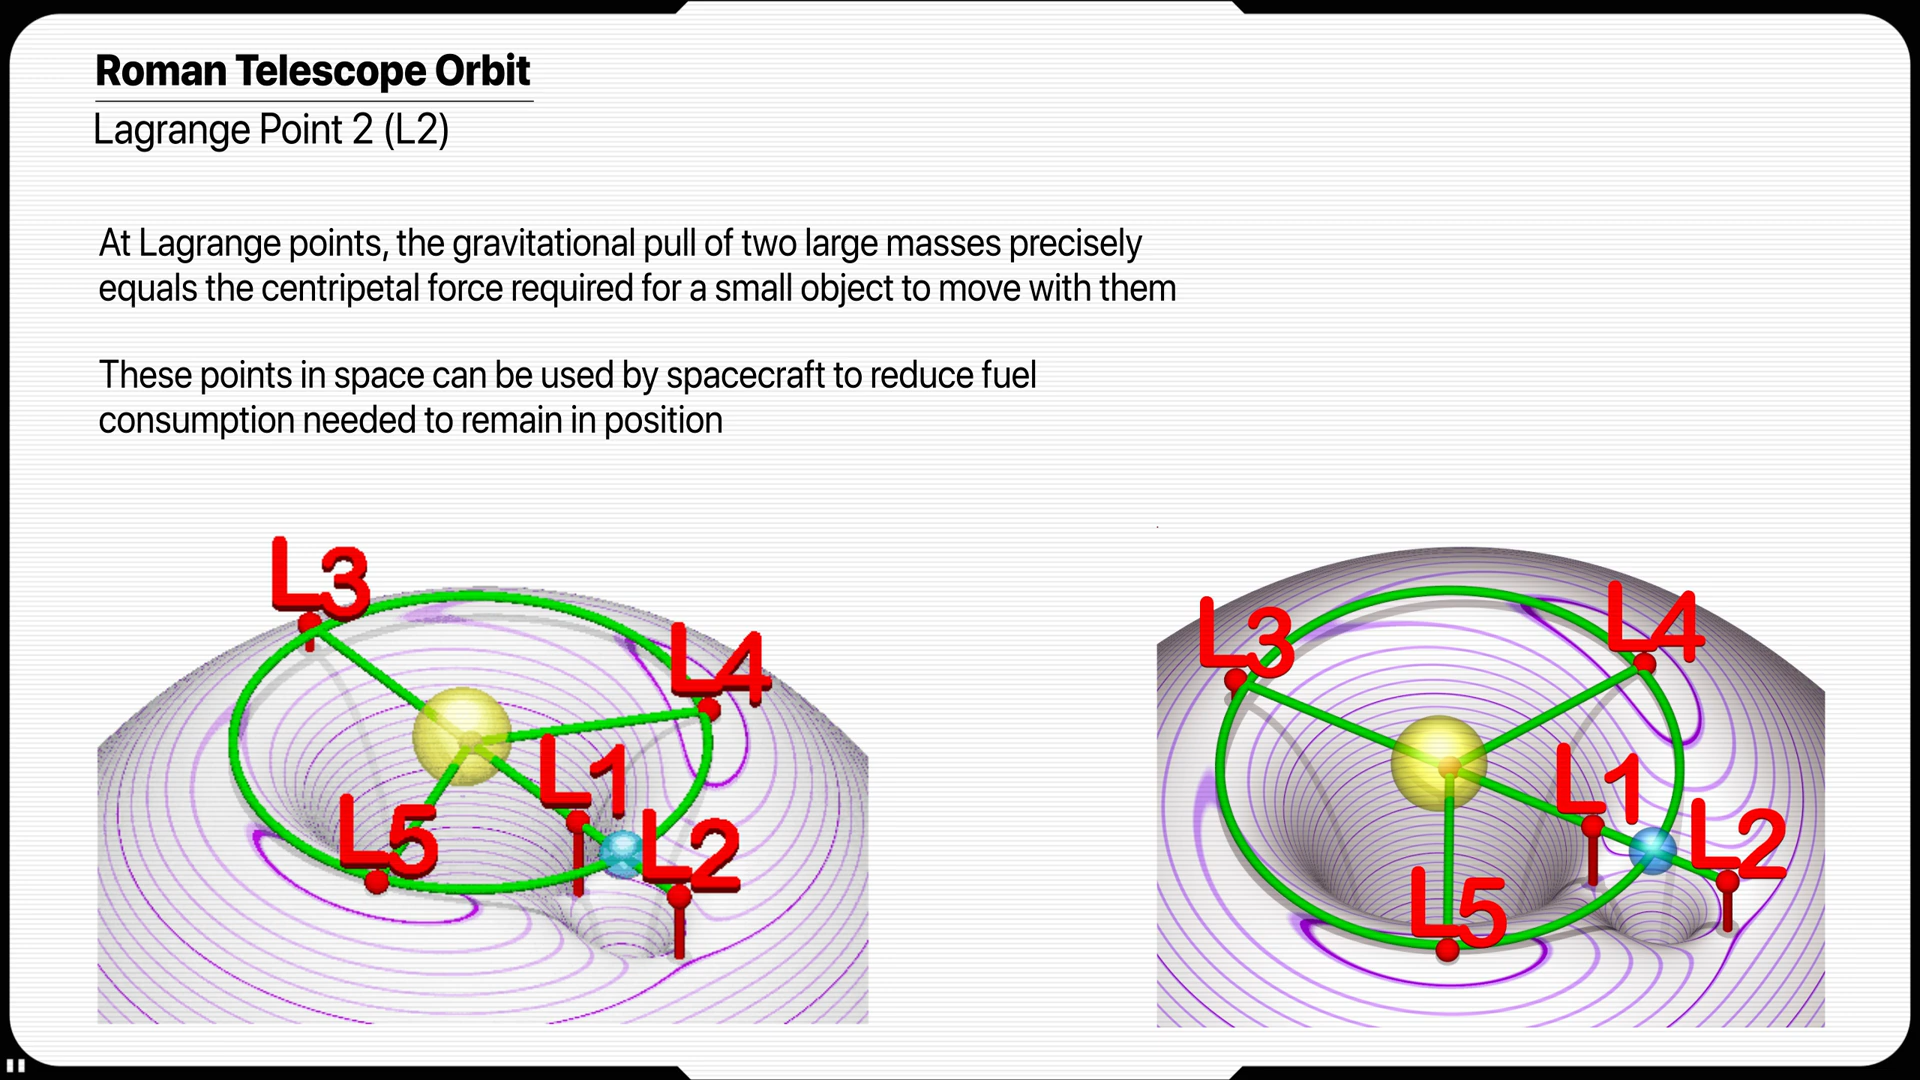 Roman Telescope Orbit
Lagrange Point 2 (L2)
At Lagrange points, the gravitational pull of two large masses precisely
equals the centripetal force required for a small object to move with them
These points in space can be used by spacecraft to reduce fuel
consumption needed to remain in position
L3
L4
L1
L5
L2
L3
L4
L1
L2
L5